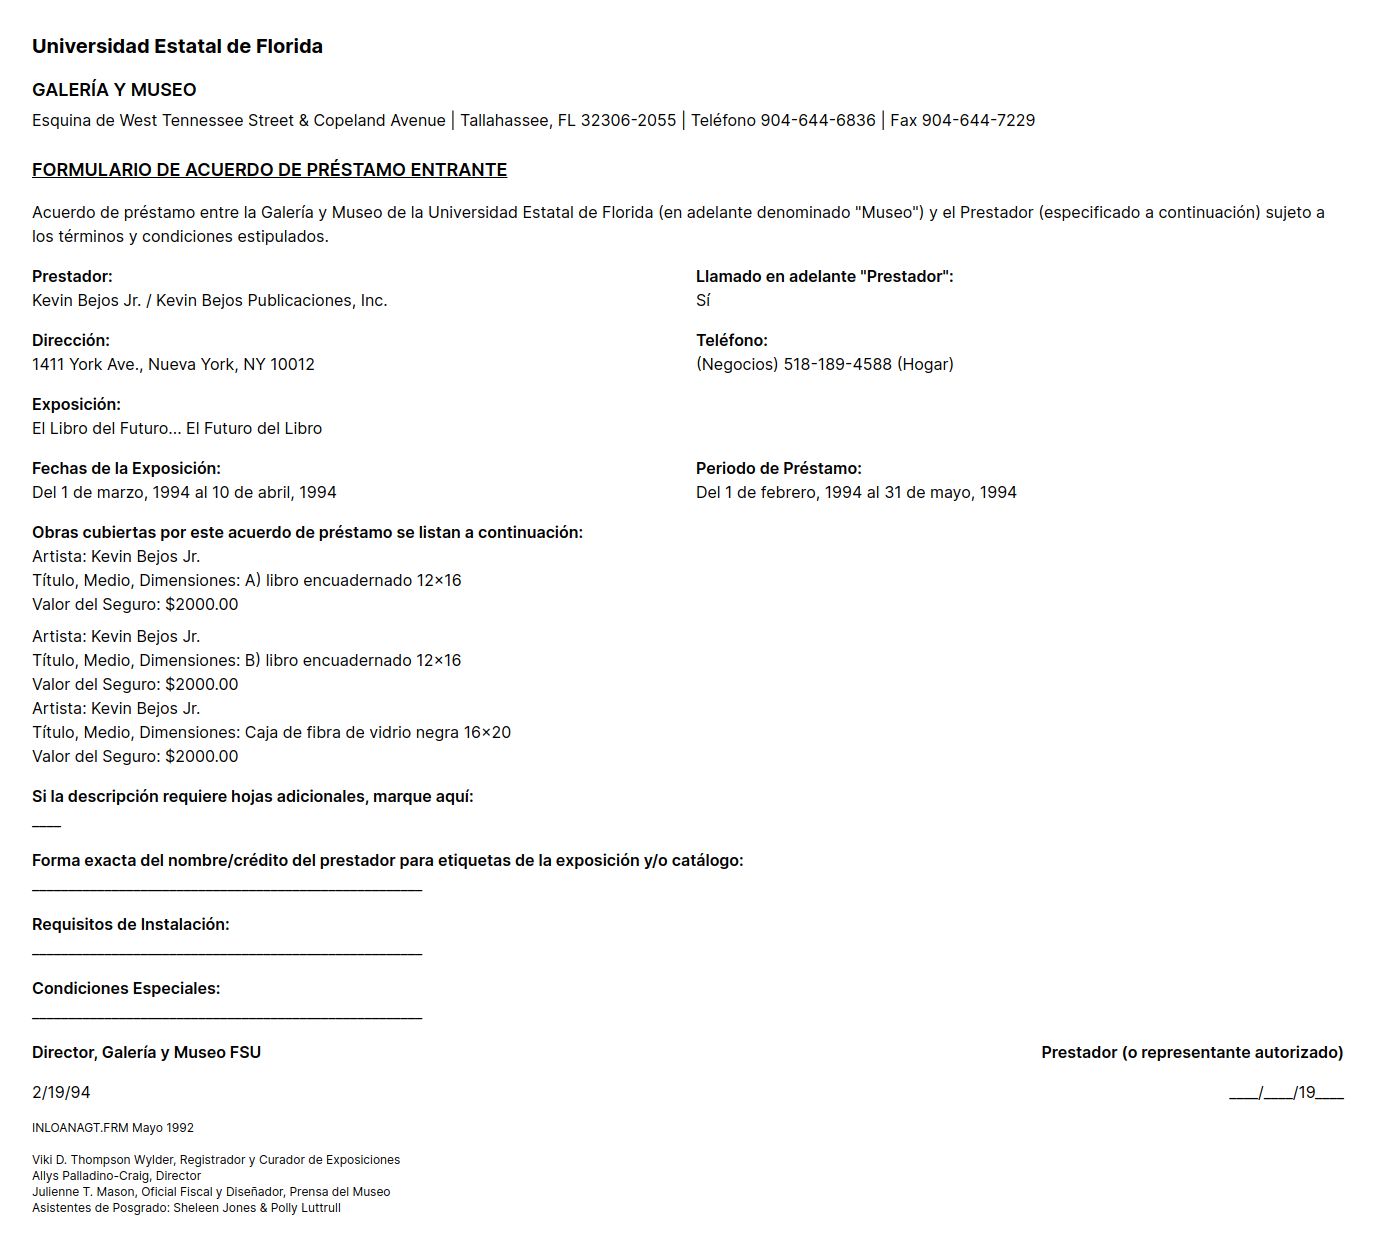 Universidad Estatal de Florida
GALERÍA Y MUSEO
Esquina de West Tennessee Street & Copeland Avenue | Tallahassee, FL 32306-2055 | Teléfono 904-644-6836 | Fax 904-644-7229
FORMULARIO DE ACUERDO DE PRÉSTAMO ENTRANTE
Acuerdo de préstamo entre la Galería y Museo de la Universidad Estatal de Florida (en adelante denominado "Museo") y el Prestador (especificado a continuación) sujeto a
los términos y condiciones estipulados.
Prestador:
Kevin Bejos Jr. / Kevin Bejos Publicaciones, Inc.
Llamado en adelante "Prestador":
Sí
Dirección:
1411 York Ave., Nueva York, NY 10012
Teléfono:
(Negocios) 518-189-4588 (Hogar)
Exposición:
El Libro del Futuro... El Futuro del Libro
Fechas de la Exposición:
Del 1 de marzo, 1994 al 10 de abril, 1994
Periodo de Préstamo:
Del 1 de febrero, 1994 al 31 de mayo, 1994
Obras cubiertas por este acuerdo de préstamo se listan a continuación:
Artista: Kevin Bejos Jr.
Título, Medio, Dimensiones: A) libro encuadernado 12×16
Valor del Seguro: $2000.00
Artista: Kevin Bejos Jr.
Título, Medio, Dimensiones: B) libro encuadernado 12×16
Valor del Seguro: $2000.00
Artista: Kevin Bejos Jr.
Título, Medio, Dimensiones: Caja de fibra de vidrio negra 16×20
Valor del Seguro: $2000.00
Si la descripción requiere hojas adicionales, marque aquí:
____
Forma exacta del nombre/crédito del prestador para etiquetas de la exposición y/o catálogo:
______________________________________________________
Requisitos de Instalación:
______________________________________________________
Condiciones Especiales:
______________________________________________________
Director, Galería y Museo FSU
Prestador (o representante autorizado)
2/19/94
____/____/19____
INLOANAGT.FRM Mayo 1992
Viki D. Thompson Wylder, Registrador y Curador de Exposiciones
Allys Palladino-Craig, Director
Julienne T. Mason, Oficial Fiscal y Diseñador, Prensa del Museo
Asistentes de Posgrado: Sheleen Jones & Polly Luttrull